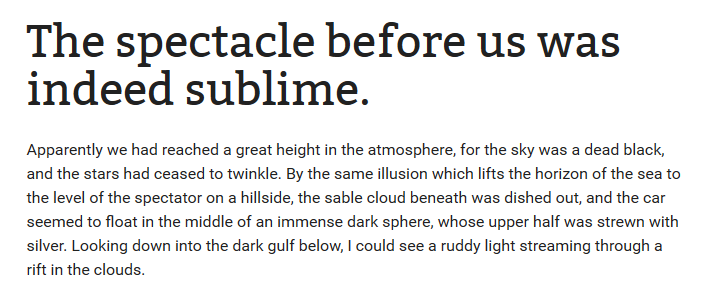 The spectacle before us was
indeed sublime.
Apparently we had reached a great height in the atmosphere, for the sky was a dead black,
and the stars had ceased to twinkle. By the same illusion which lifts the horizon of the sea to
the level of the spectator on a hillside, the sable cloud beneath was dished out, and the car
seemed to float in the middle of an immense dark sphere, whose upper half was strewn with
silver. Looking down into the dark gulf below, I could see a ruddy light streaming through a
rift in the clouds.